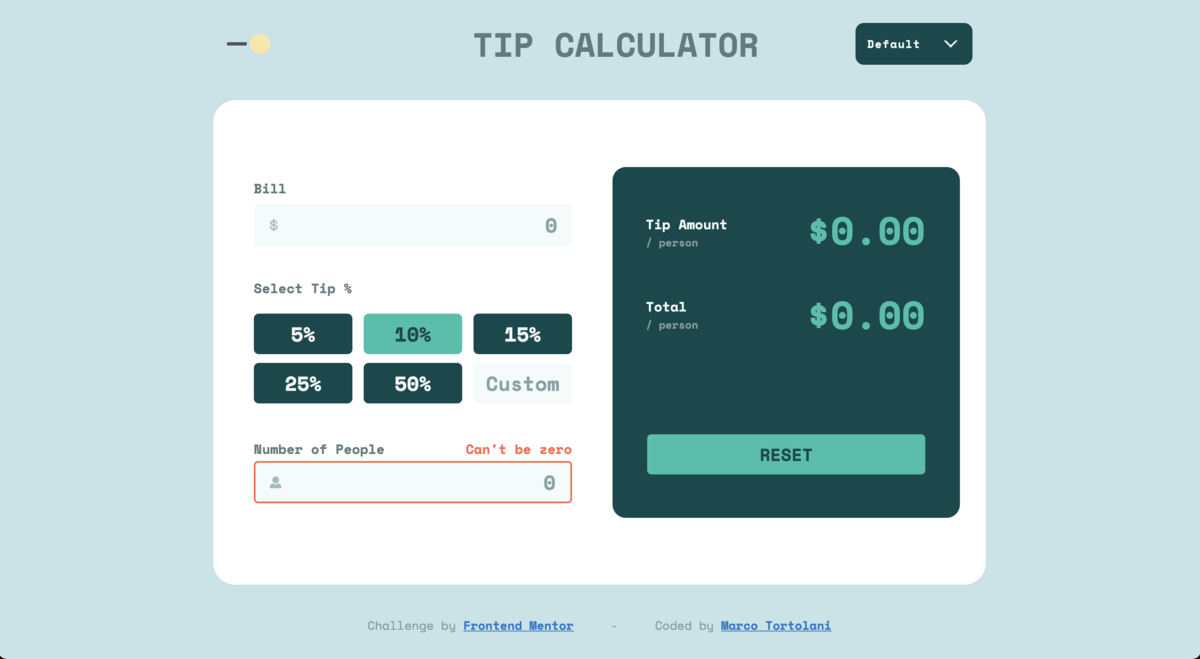 TIP CALCULATOR
Default
Bill
$ 0
Select Tip %
5% 10% 15%
25% 50% Custom
Number of People Can't be zero
0
Tip Amount
/ person
$0.00
Total
/ person
$0.00
RESET
Challenge by Frontend Mentor - Coded by Marco Tortolani